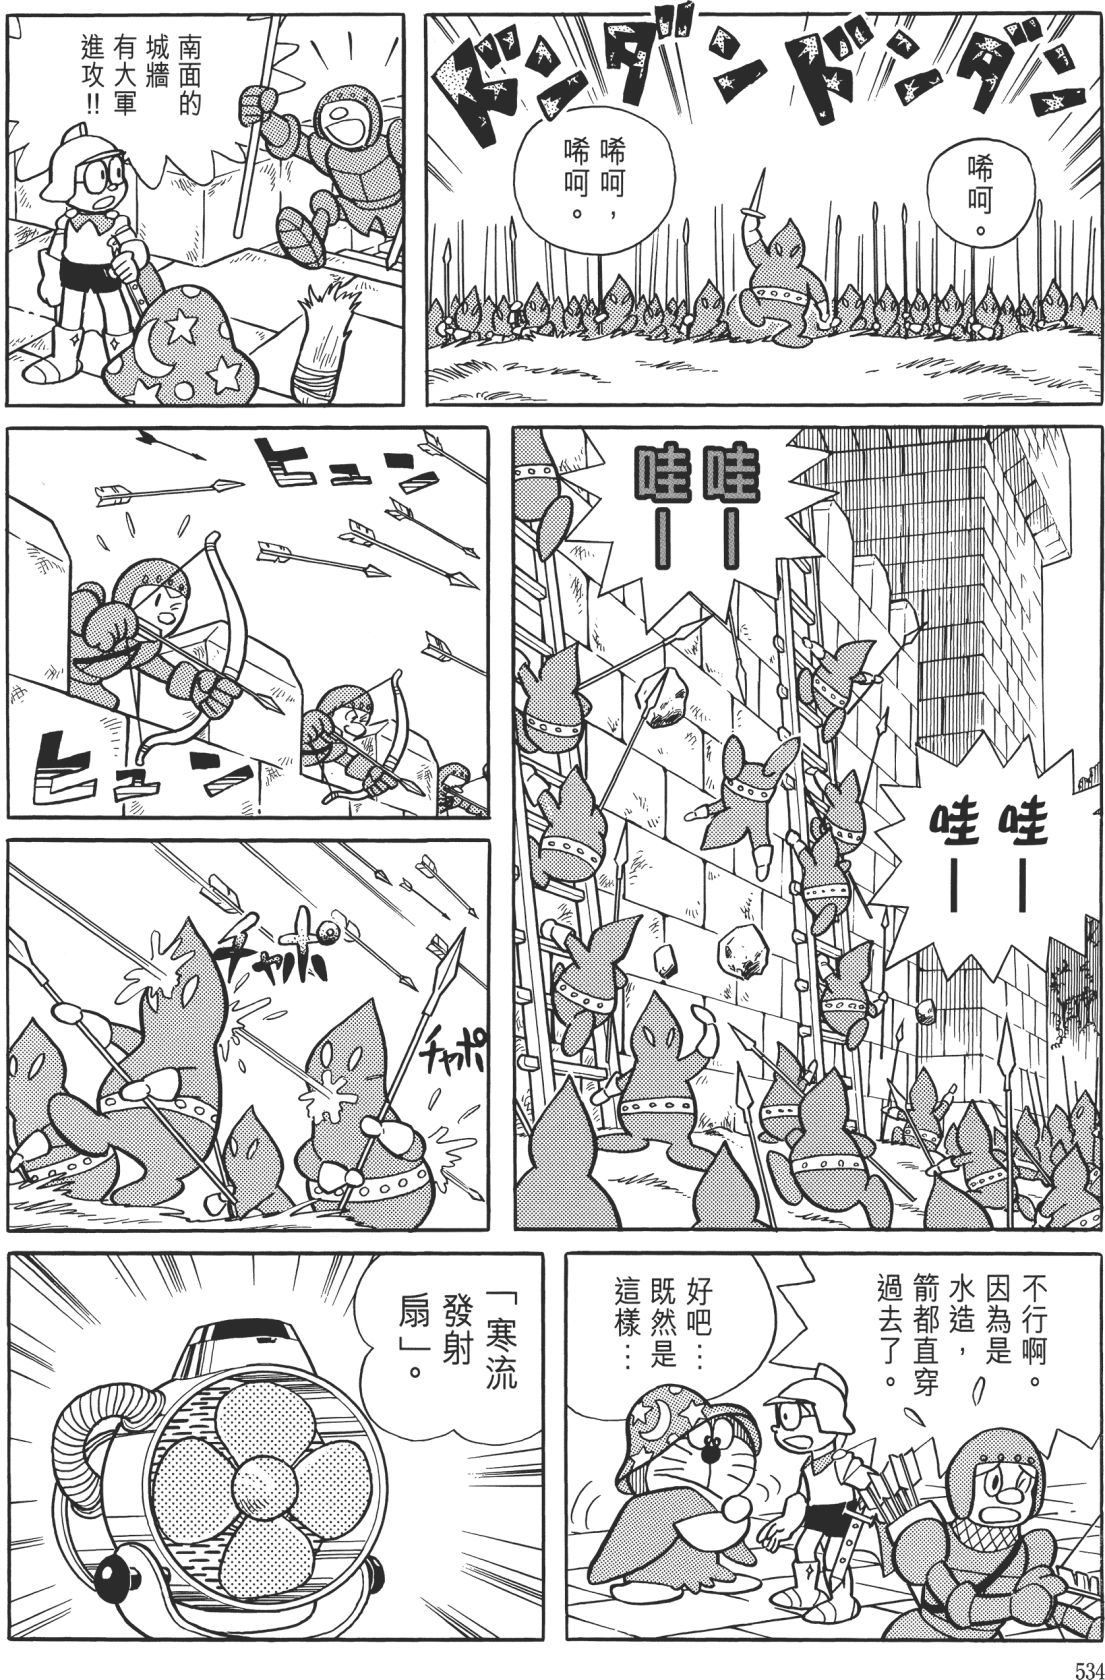 ドンダンドンダン
唏呵。
唏呵，
唏呵。
南面的
城牆
有大軍
進攻!!
哇｜
哇｜
哇｜
哇｜
ヒュン
ヒュン
チャポ
チャポ
不行啊。
因為是
水造，
箭都直穿
過去了。
好吧…
既然是
這樣…
「寒流
發射
扇」。
534